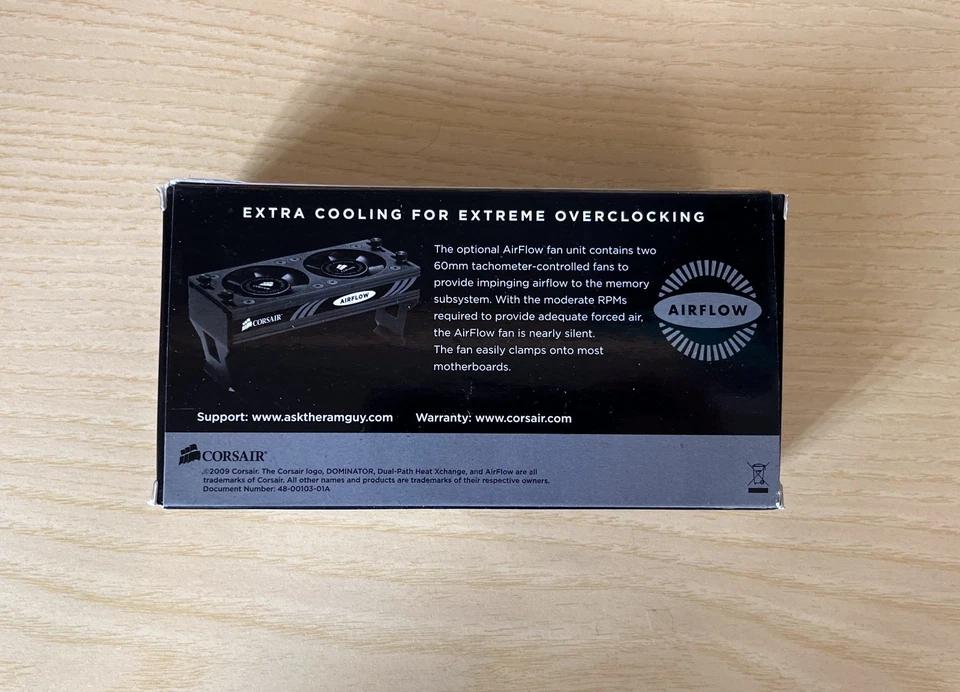 EXTRA COOLING FOR EXTREME OVERCLOCKING
The optional AirFlow fan unit contains two
60mm tachometer-controlled fans to
provide impinging airflow to the memory
subsystem. With the moderate RPMs
required to provide adequate forced air,
the AirFlow fan is nearly silent.
The fan easily clamps onto most
motherboards.
CORSAIR
AIRFLOW
AIRFLOW
Support: www.asktheramguy.com Warranty: www.corsair.com
CORSAIR
©2009 Corsair. The Corsair logo, DOMINATOR, Dual-Path Heat Xchange, and AirFlow are all
trademarks of Corsair. All other names and products are trademarks of their respective owners.
Document Number: 48-00103-01A